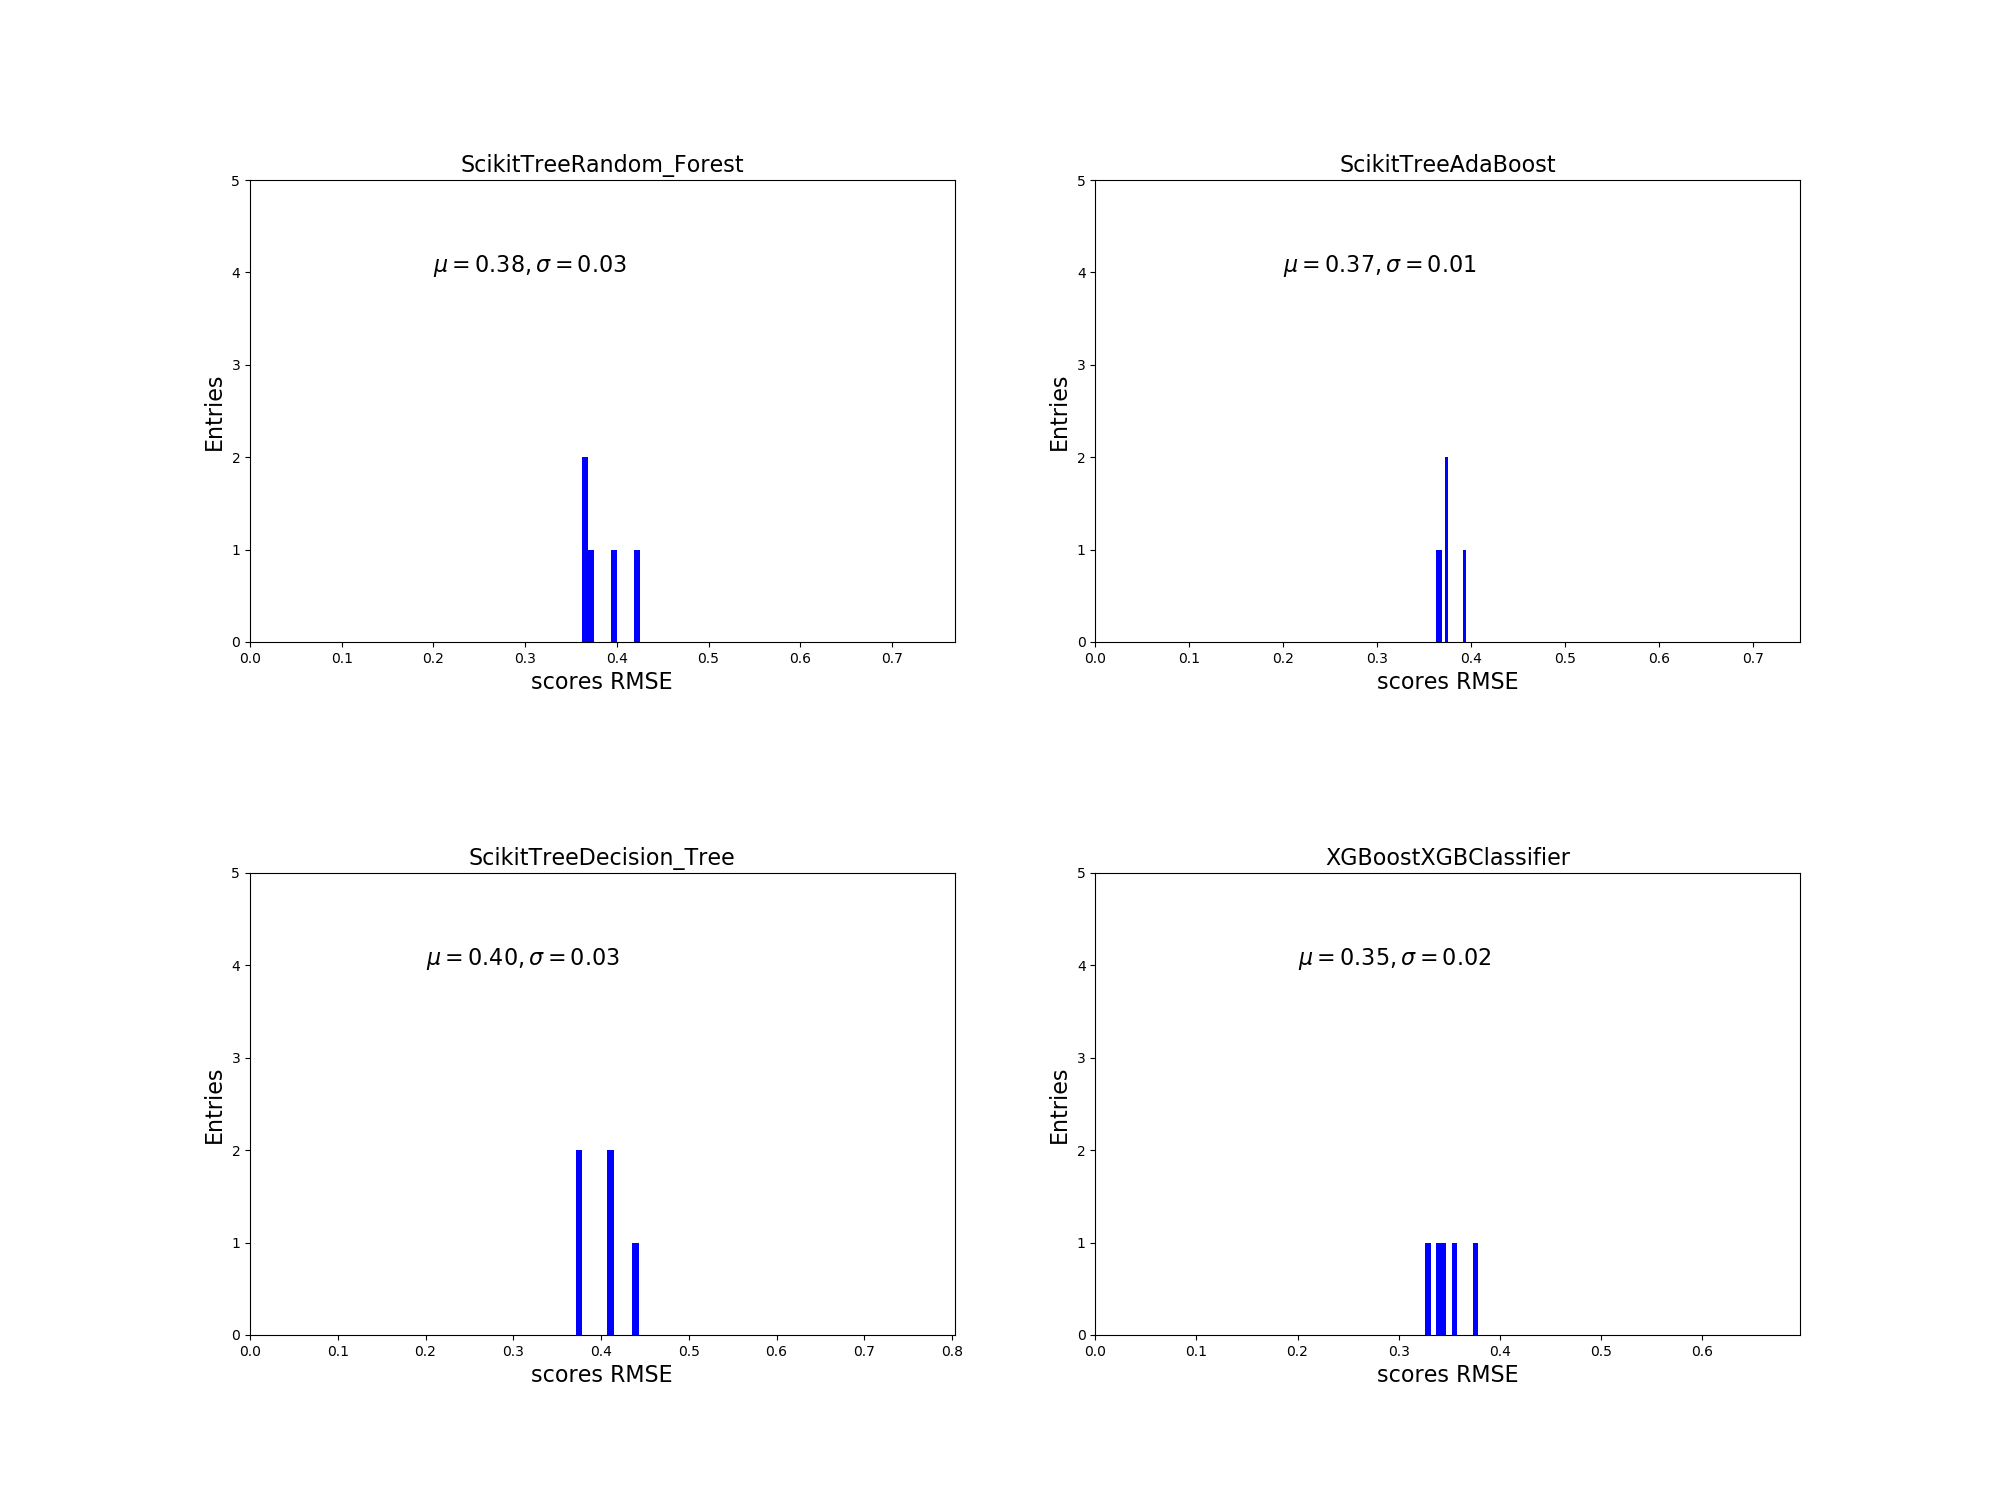 ScikitTreeRandom_Forest
5
4
3
2
1
0
Entries
μ = 0.38, σ = 0.03
0.0 0.1 0.2 0.3 0.4 0.5 0.6 0.7
scores RMSE
ScikitTreeAdaBoost
5
4
3
2
1
0
Entries
μ = 0.37, σ = 0.01
0.0 0.1 0.2 0.3 0.4 0.5 0.6 0.7
scores RMSE
ScikitTreeDecision_Tree
5
4
3
2
1
0
Entries
μ = 0.40, σ = 0.03
0.0 0.1 0.2 0.3 0.4 0.5 0.6 0.7 0.8
scores RMSE
XGBoostXGBClassifier
5
4
3
2
1
0
Entries
μ = 0.35, σ = 0.02
0.0 0.1 0.2 0.3 0.4 0.5 0.6
scores RMSE